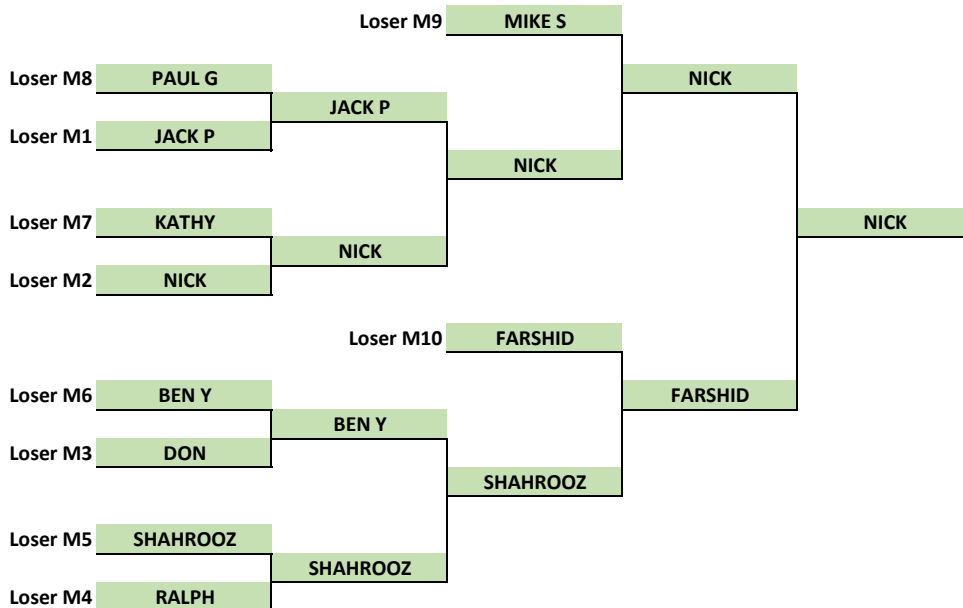 Loser M9 MIKE S
Loser M8 PAUL G NICK
JACK P
Loser M1 JACK P
NICK
Loser M7 KATHY NICK
NICK
Loser M2 NICK
Loser M10 FARSHID
Loser M6 BEN Y FARSHID
BEN Y
Loser M3 DON
SHAHROOZ
Loser M5 SHAHROOZ
SHAHROOZ
Loser M4 RALPH